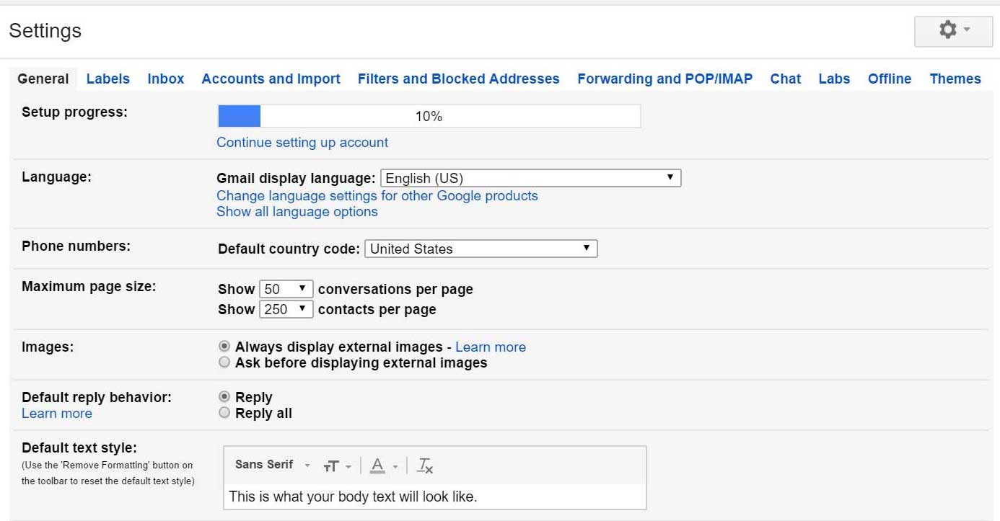 Settings
General Labels Inbox Accounts and Import Filters and Blocked Addresses Forwarding and POP/IMAP Chat Labs Offline Themes
Setup progress:
10%
Continue setting up account
Language:
Gmail display language: English (US)
Change language settings for other Google products
Show all language options
Phone numbers:
Default country code: United States
Maximum page size:
Show 50 conversations per page
Show 250 contacts per page
Images:
Always display external images - Learn more
Ask before displaying external images
Default reply behavior:
Learn more
Reply
Reply all
Default text style:
(Use the 'Remove Formatting' button on
the toolbar to reset the default text style)
Sans Serif
This is what your body text will look like.